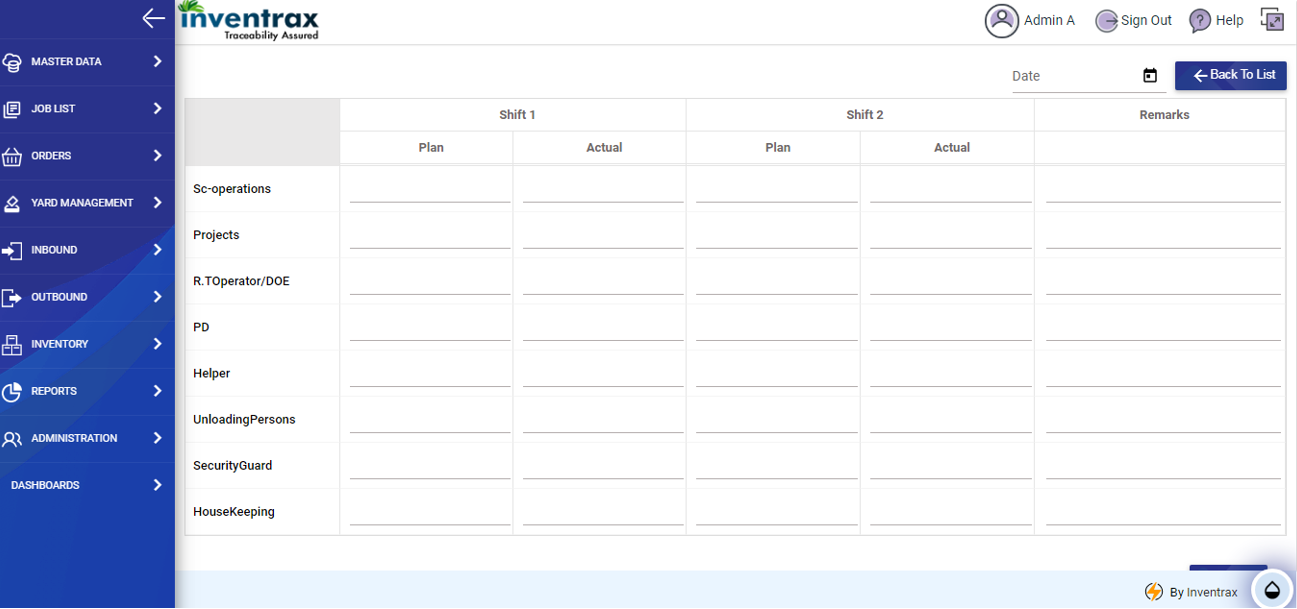 inventrax
Traceability Assured
Admin A
Sign Out
? Help
MASTER DATA
JOB LIST
ORDERS
YARD MANAGEMENT
INBOUND
OUTBOUND
INVENTORY
REPORTS
ADMINISTRATION
DASHBOARDS
Date
Back To List
Shift 1 Shift 2 Remarks
Plan Actual Plan Actual
Sc-operations
Projects
R.TOperator/DOE
PD
Helper
UnloadingPersons
SecurityGuard
HouseKeeping
By Inventrax